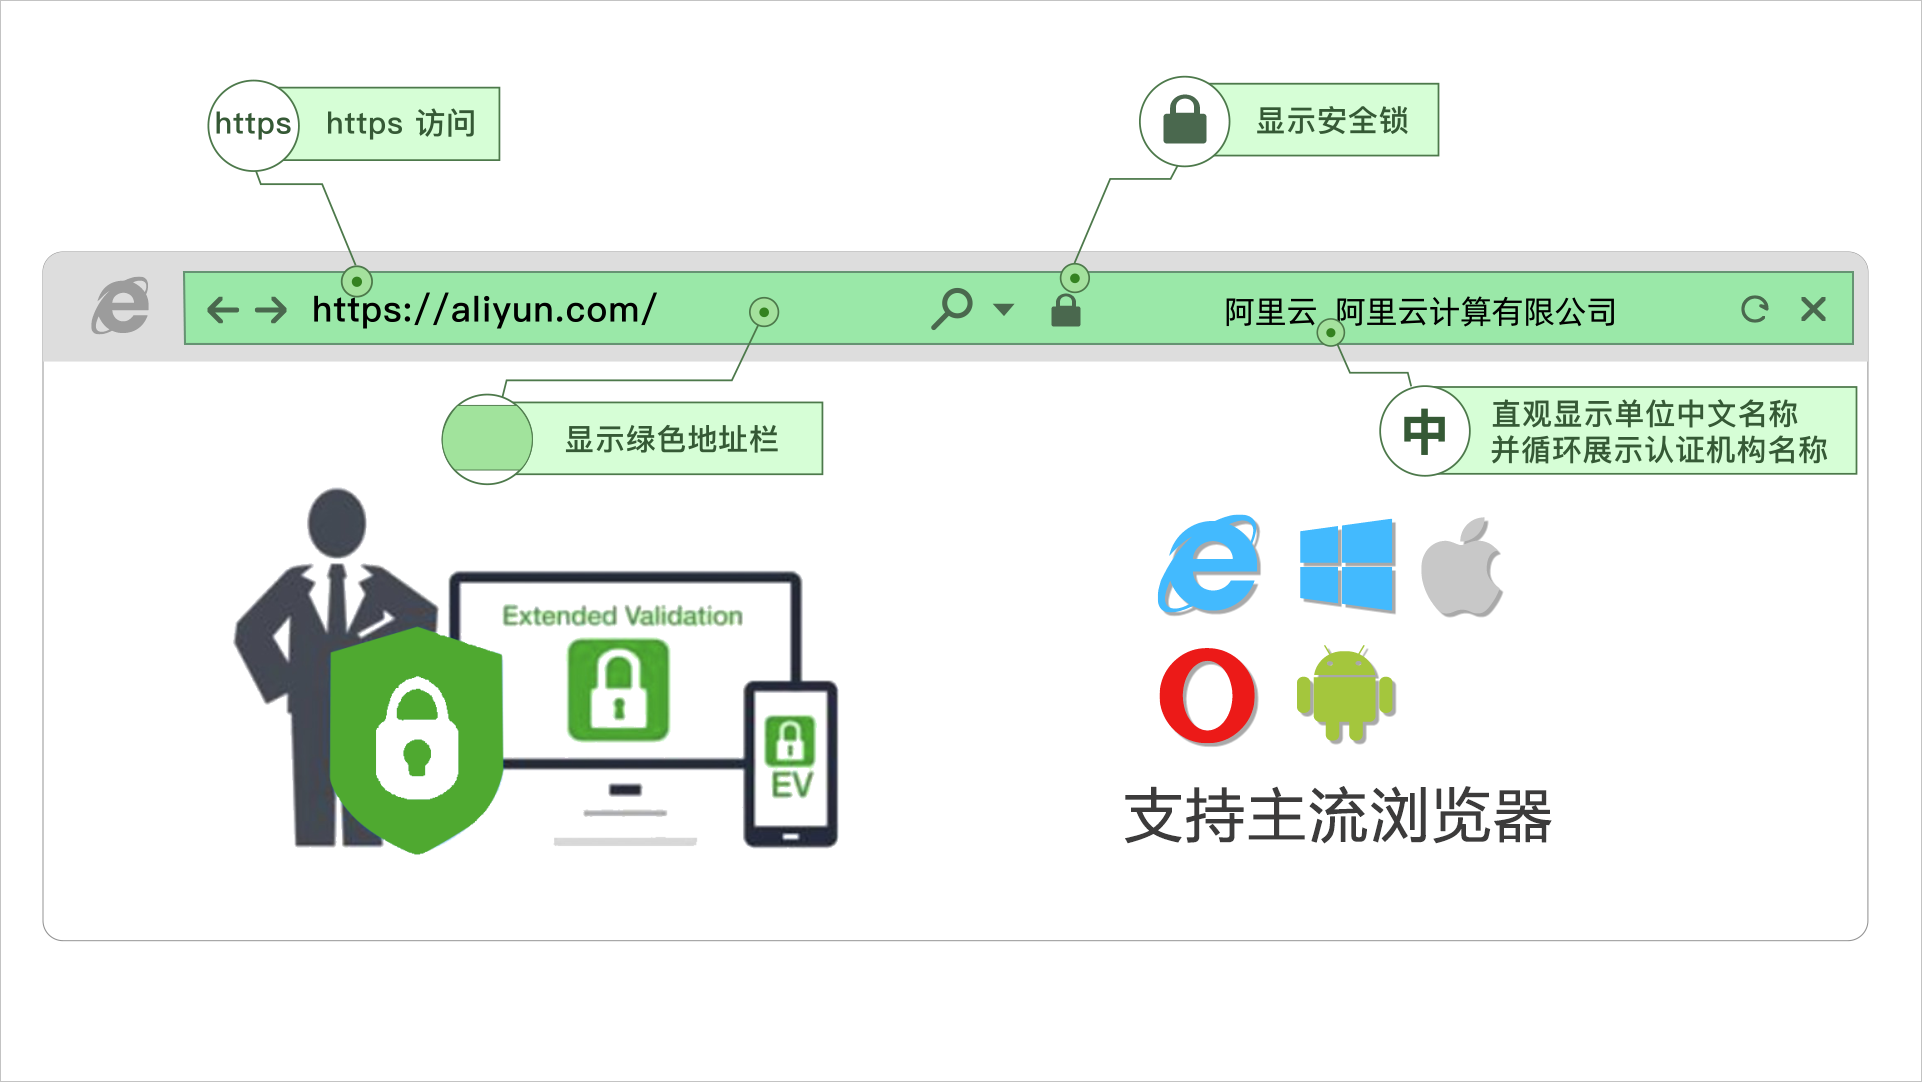 https
https 访问
显示安全锁
https://aliyun.com/
阿里云 阿里云计算有限公司
显示绿色地址栏
中
直观显示单位中文名称
并循环展示认证机构名称
Extended Validation
EV
支持主流浏览器